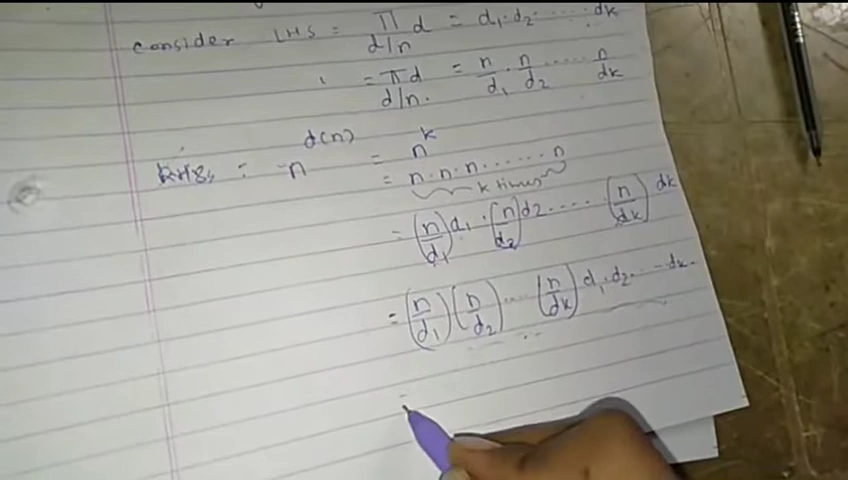 consider LHS = π d = d1·d2· ····· dk
d/n
= π d = n/d1 · n/d2 ····· n/dk
d/n.
RHS = n^d(n) = n^k
= n·n·n······n
k times
= (n/d1)d1·(n/d2)d2·····(n/dk)dk
= (n/d1)(n/d2)····(n/dk) d1·d2·····dk.
=